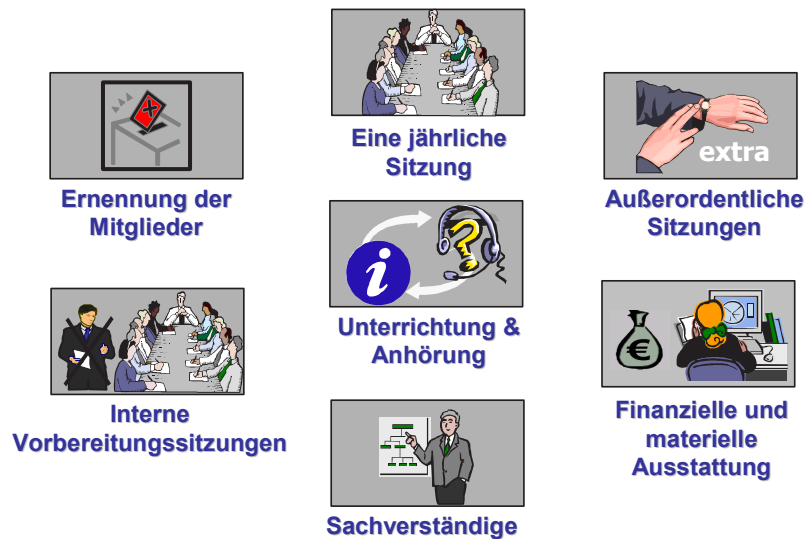 Eine jährliche
Sitzung
Ernennung der
Mitglieder
extra
Außerordentliche
Sitzungen
i
?
Unterrichtung &
Anhörung
Interne
Vorbereitungssitzungen
€
Finanzielle und
materielle
Ausstattung
Sachverständige